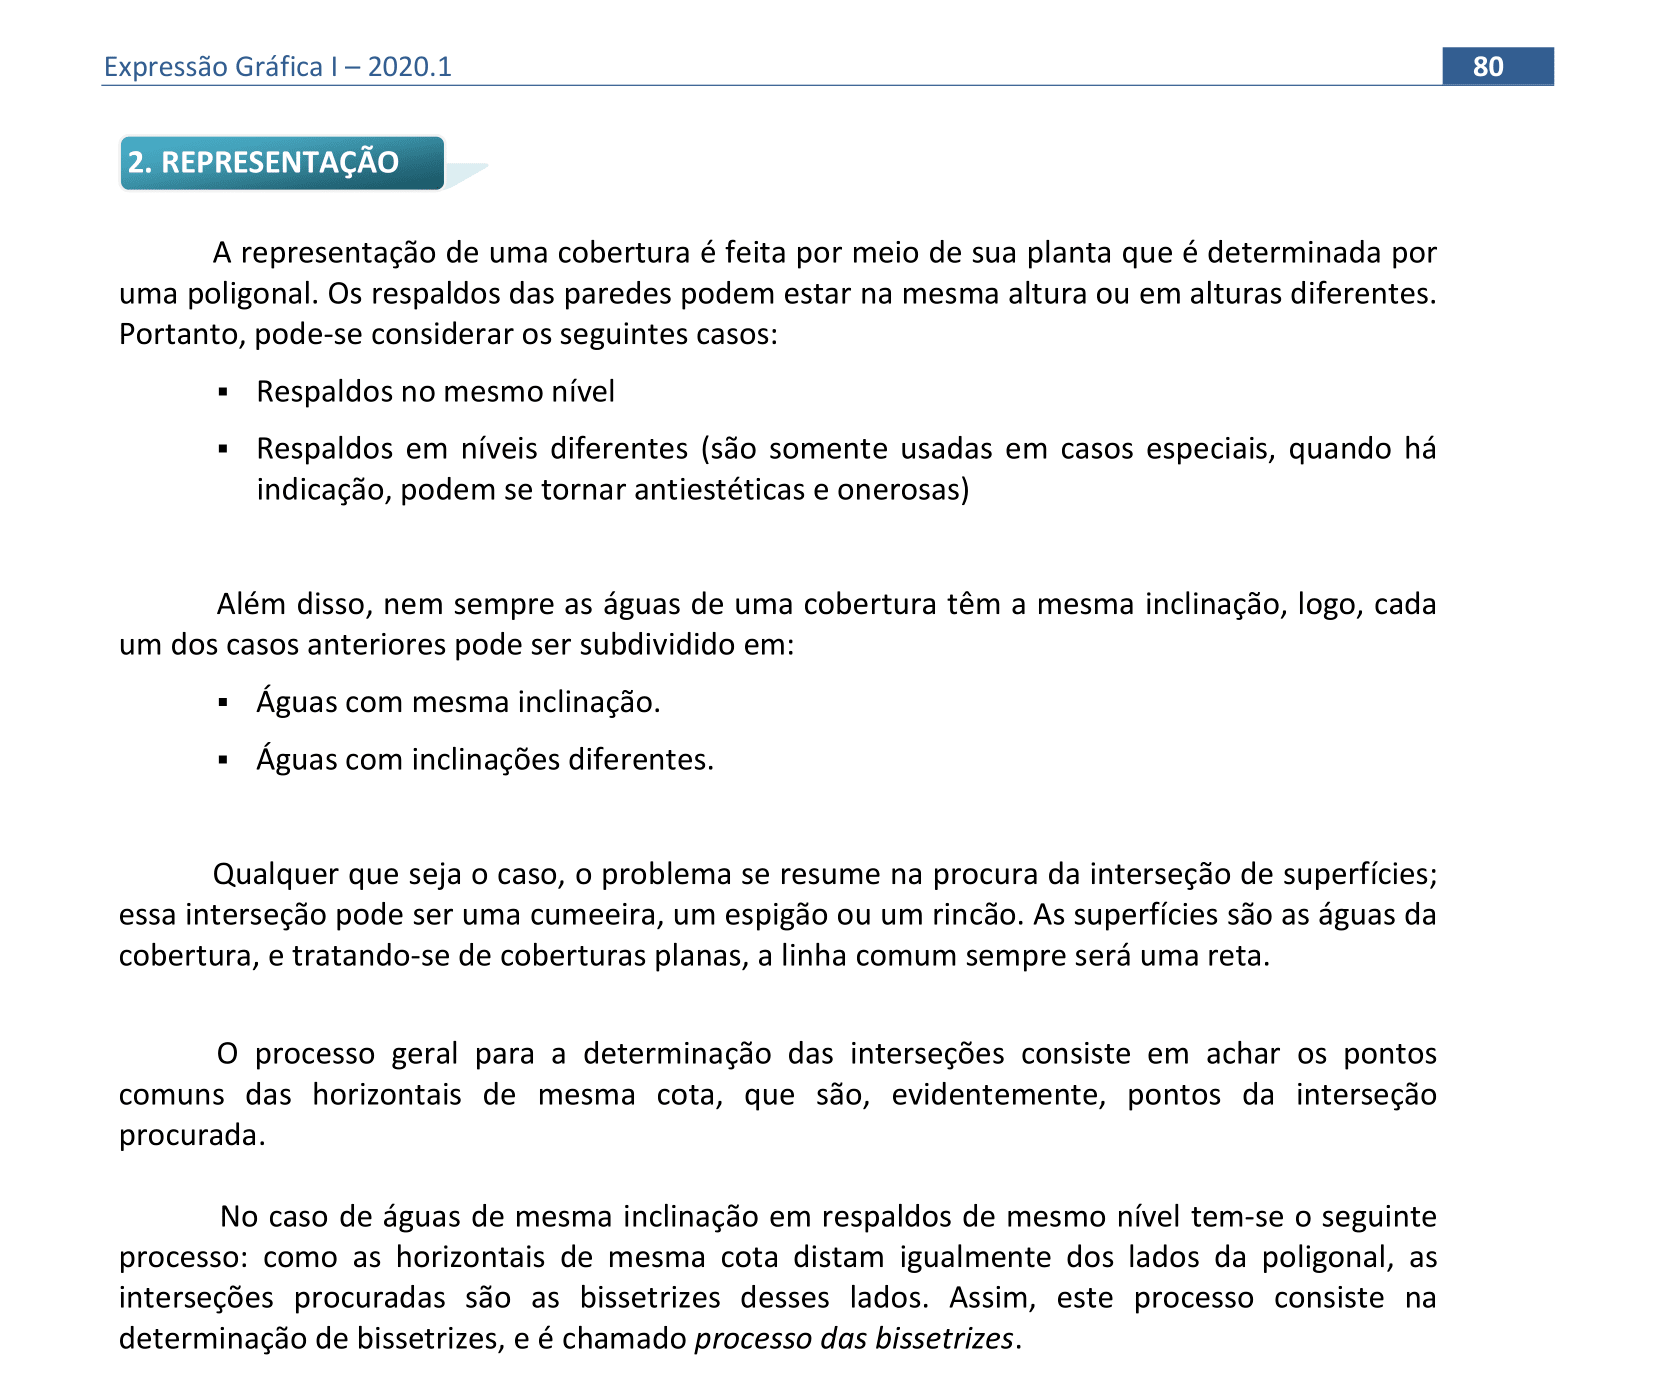 Expressão Gráfica I – 2020.1
80
2. REPRESENTAÇÃO
A representação de uma cobertura é feita por meio de sua planta que é determinada por
uma poligonal. Os respaldos das paredes podem estar na mesma altura ou em alturas diferentes.
Portanto, pode-se considerar os seguintes casos:
▪ Respaldos no mesmo nível
▪ Respaldos em níveis diferentes (são somente usadas em casos especiais, quando há
indicação, podem se tornar antiestéticas e onerosas)
Além disso, nem sempre as águas de uma cobertura têm a mesma inclinação, logo, cada
um dos casos anteriores pode ser subdividido em:
▪ Águas com mesma inclinação.
▪ Águas com inclinações diferentes.
Qualquer que seja o caso, o problema se resume na procura da interseção de superfícies;
essa interseção pode ser uma cumeeira, um espigão ou um rincão. As superfícies são as águas da
cobertura, e tratando-se de coberturas planas, a linha comum sempre será uma reta.
O processo geral para a determinação das interseções consiste em achar os pontos
comuns das horizontais de mesma cota, que são, evidentemente, pontos da interseção
procurada.
No caso de águas de mesma inclinação em respaldos de mesmo nível tem-se o seguinte
processo: como as horizontais de mesma cota distam igualmente dos lados da poligonal, as
interseções procuradas são as bissetrizes desses lados. Assim, este processo consiste na
determinação de bissetrizes, e é chamado processo das bissetrizes.